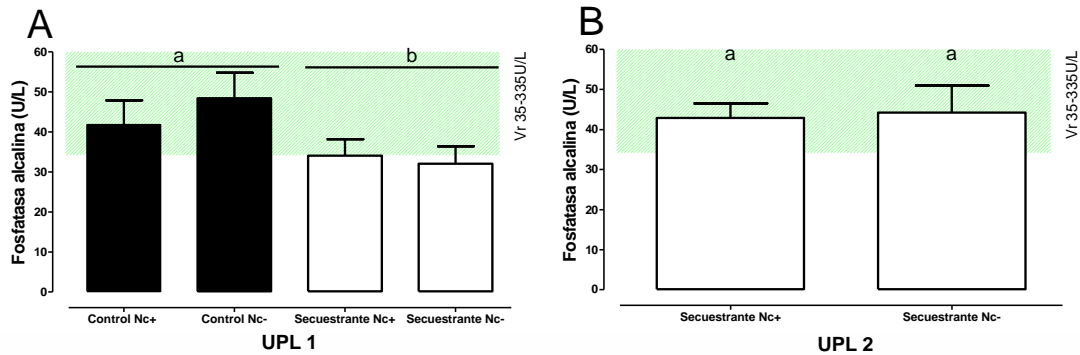 A
60
50
40
30
20
10
0
Fosfatasa alcalina (U/L)
a
b
Vr 35-335U/L
Control Nc+
Control Nc-
Secuestrante Nc+
Secuestrante Nc-
UPL 1
B
60
50
40
30
20
10
0
Fosfatasa alcalina (U/L)
a
a
Vr 35-335U/L
Secuestrante Nc+
Secuestrante Nc-
UPL 2